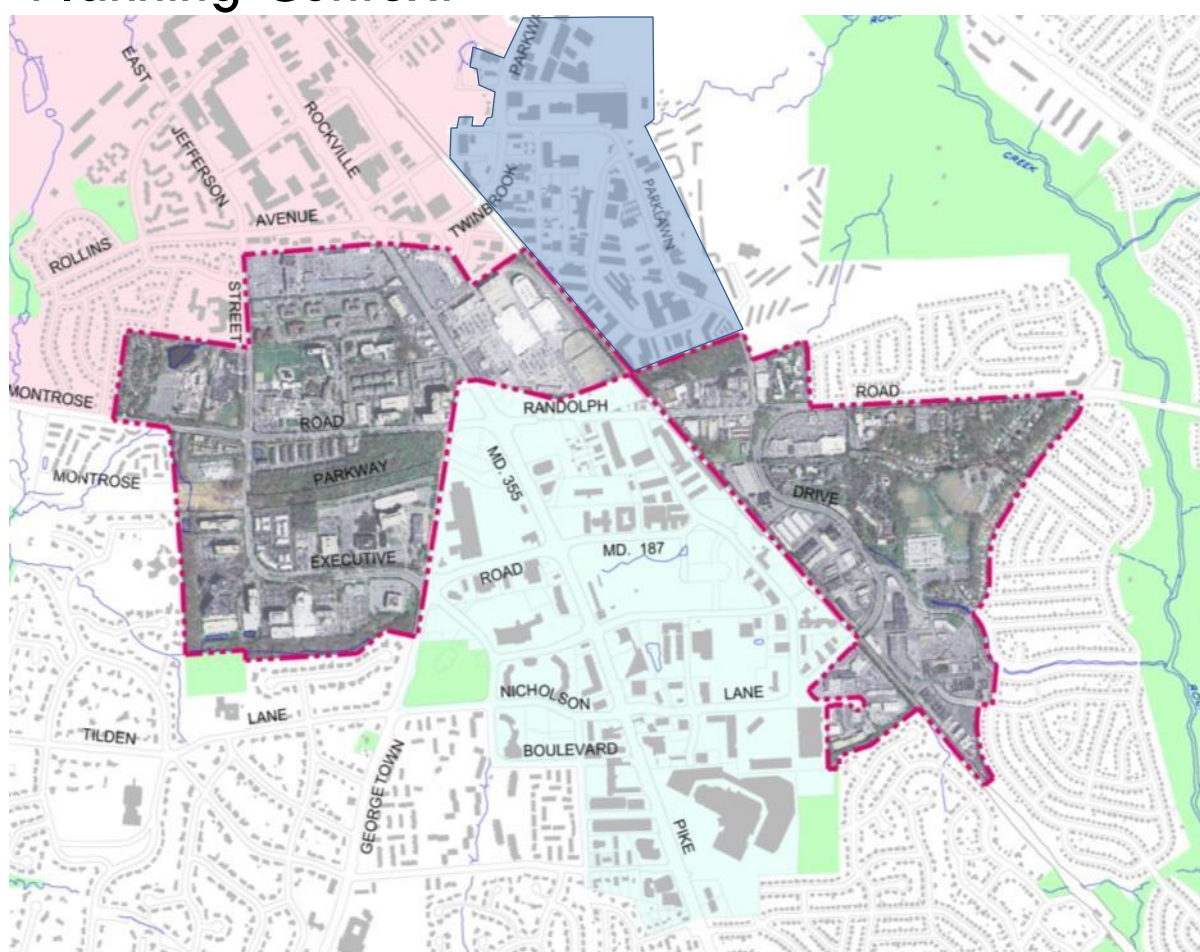 Planning Context
PARKWAY
EAST
JEFFERSON
STREET
ROCKVILLE
TWINBROOK
PARKLAWN
ROLLINS
AVENUE
CREEK
MONTROSE
ROAD
RANDOLPH
ROAD
MONTROSE
PARKWAY
MD. 355
DRIVE
EXECUTIVE
ROAD
MD. 187
NICHOLSON
LANE
TILDEN
LANE
BOULEVARD
GEORGETOWN
PIKE